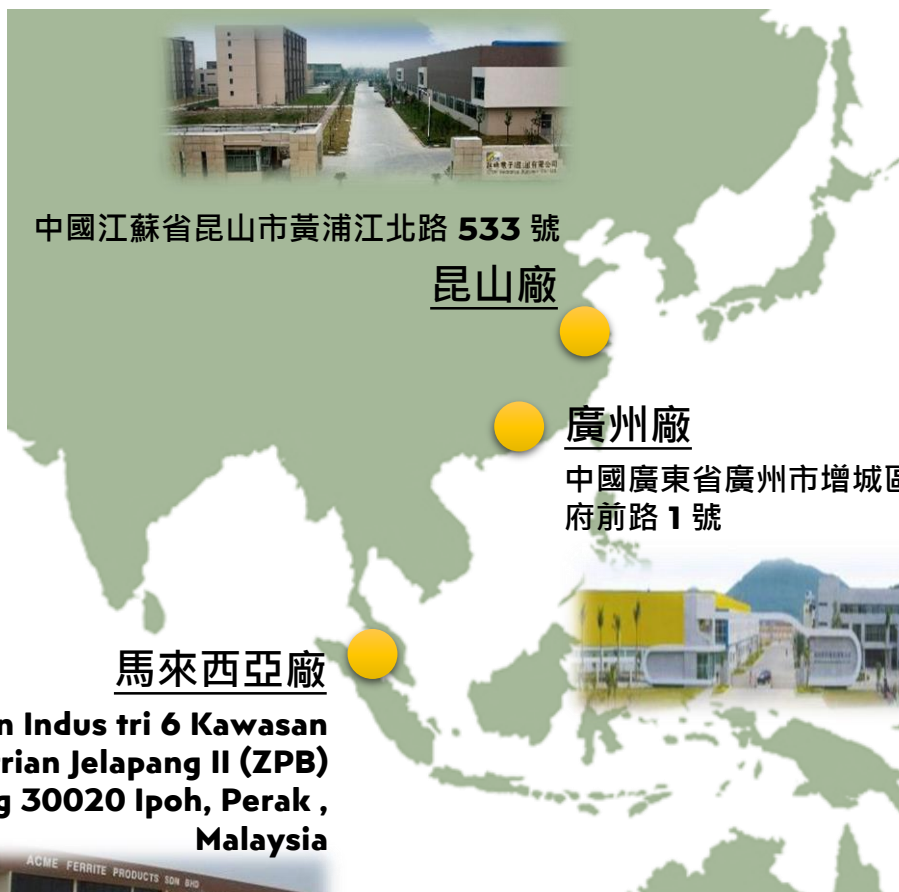 中國江蘇省昆山市黃浦江北路 533 號
昆山廠
廣州廠
中國廣東省廣州市增城區
府前路 1 號
馬來西亞廠
n Indus tri 6 Kawasan
rian Jelapang II (ZPB)
g 30020 Ipoh, Perak ,
Malaysia
ACME FERRITE PRODUCTS SDN BHD